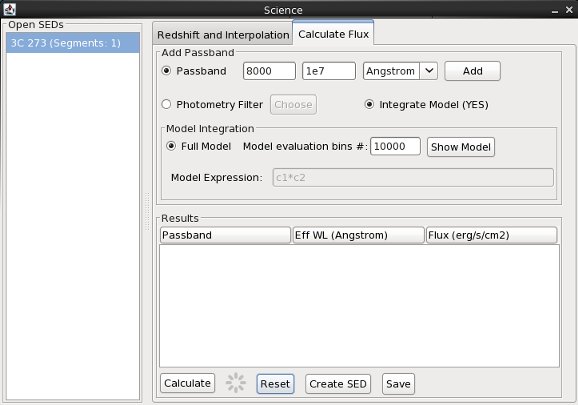 Science
Open SEDs
3C 273 (Segments: 1)
Redshift and Interpolation Calculate Flux
Add Passband
Passband 8000 1e7 Angstrom Add
Photometry Filter Choose Integrate Model (YES)
Model Integration
Full Model Model evaluation bins #: 10000 Show Model
Model Expression: c1*c2
Results
Passband Eff WL (Angstrom) Flux (erg/s/cm2)
Calculate Reset Create SED Save